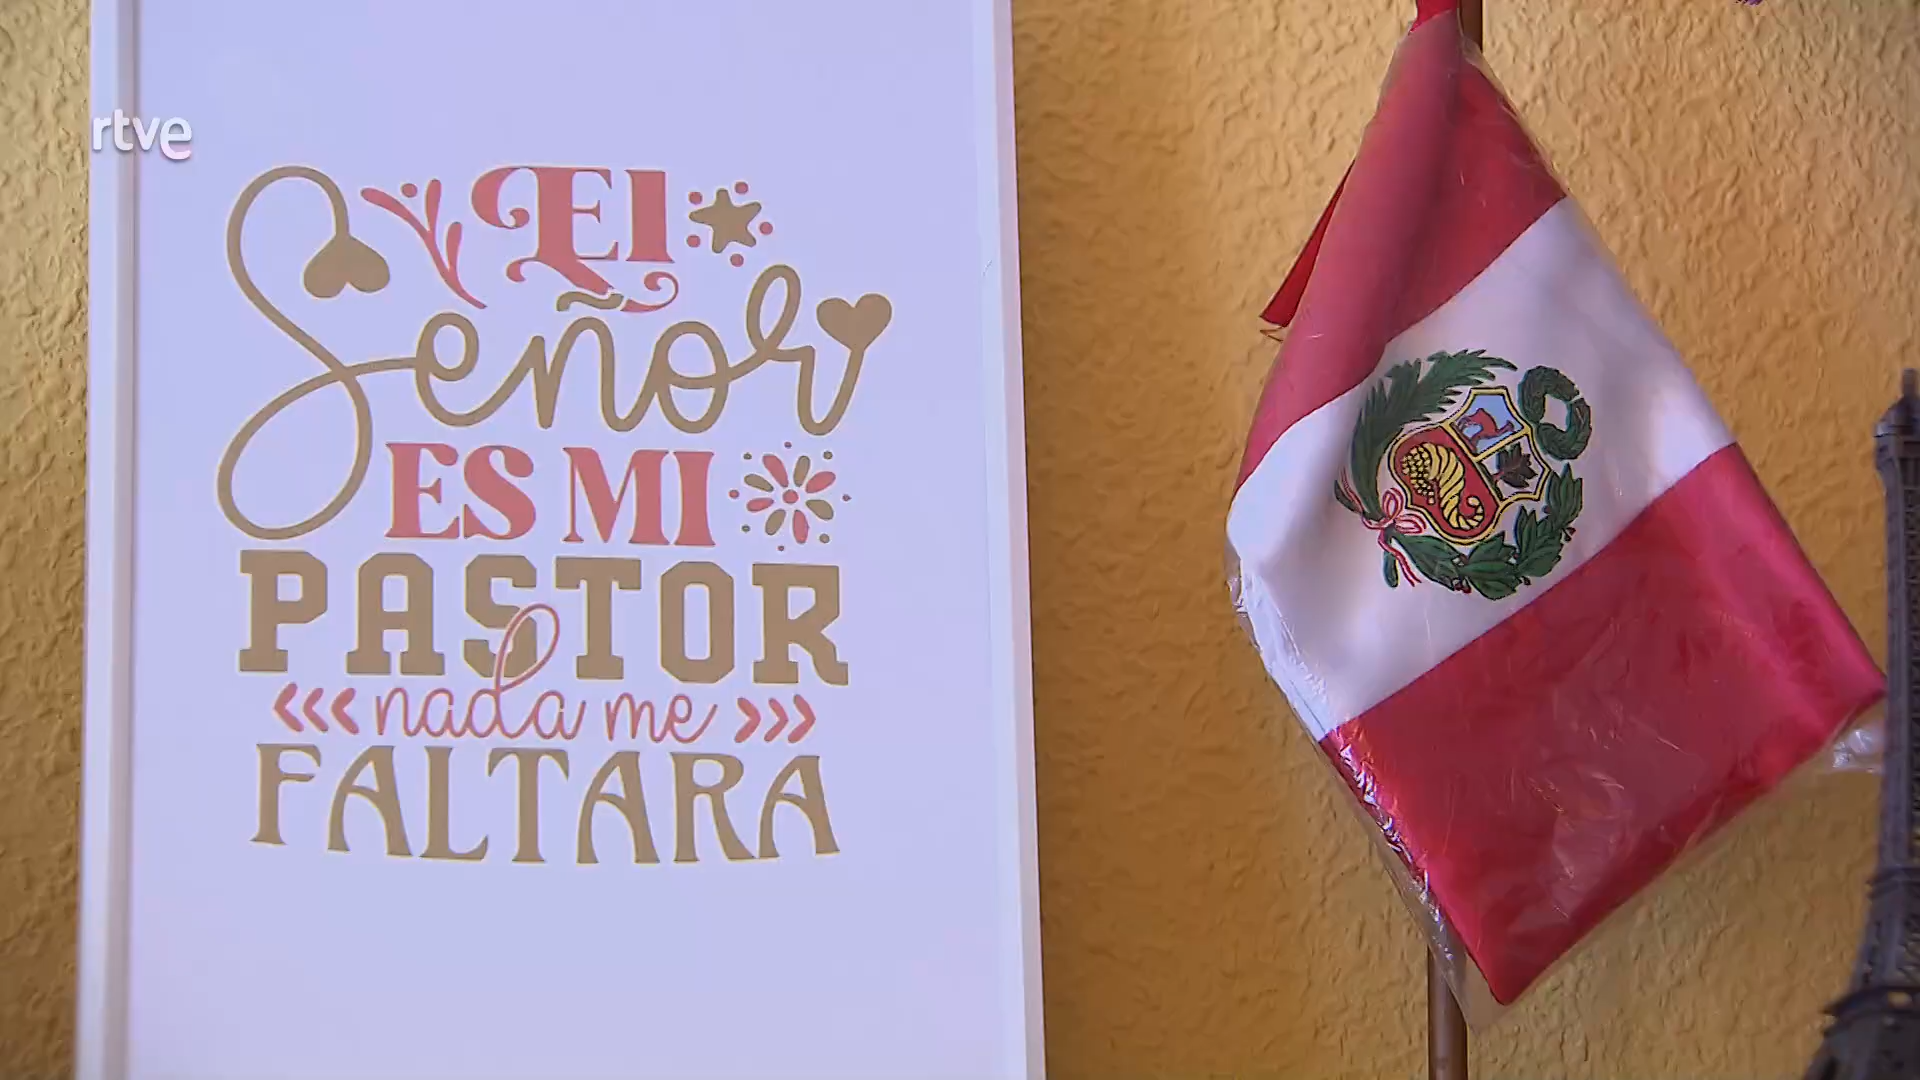 rtve
El
Señor
ES MI
PASTOR
<<< nada me >>>
FALTARA